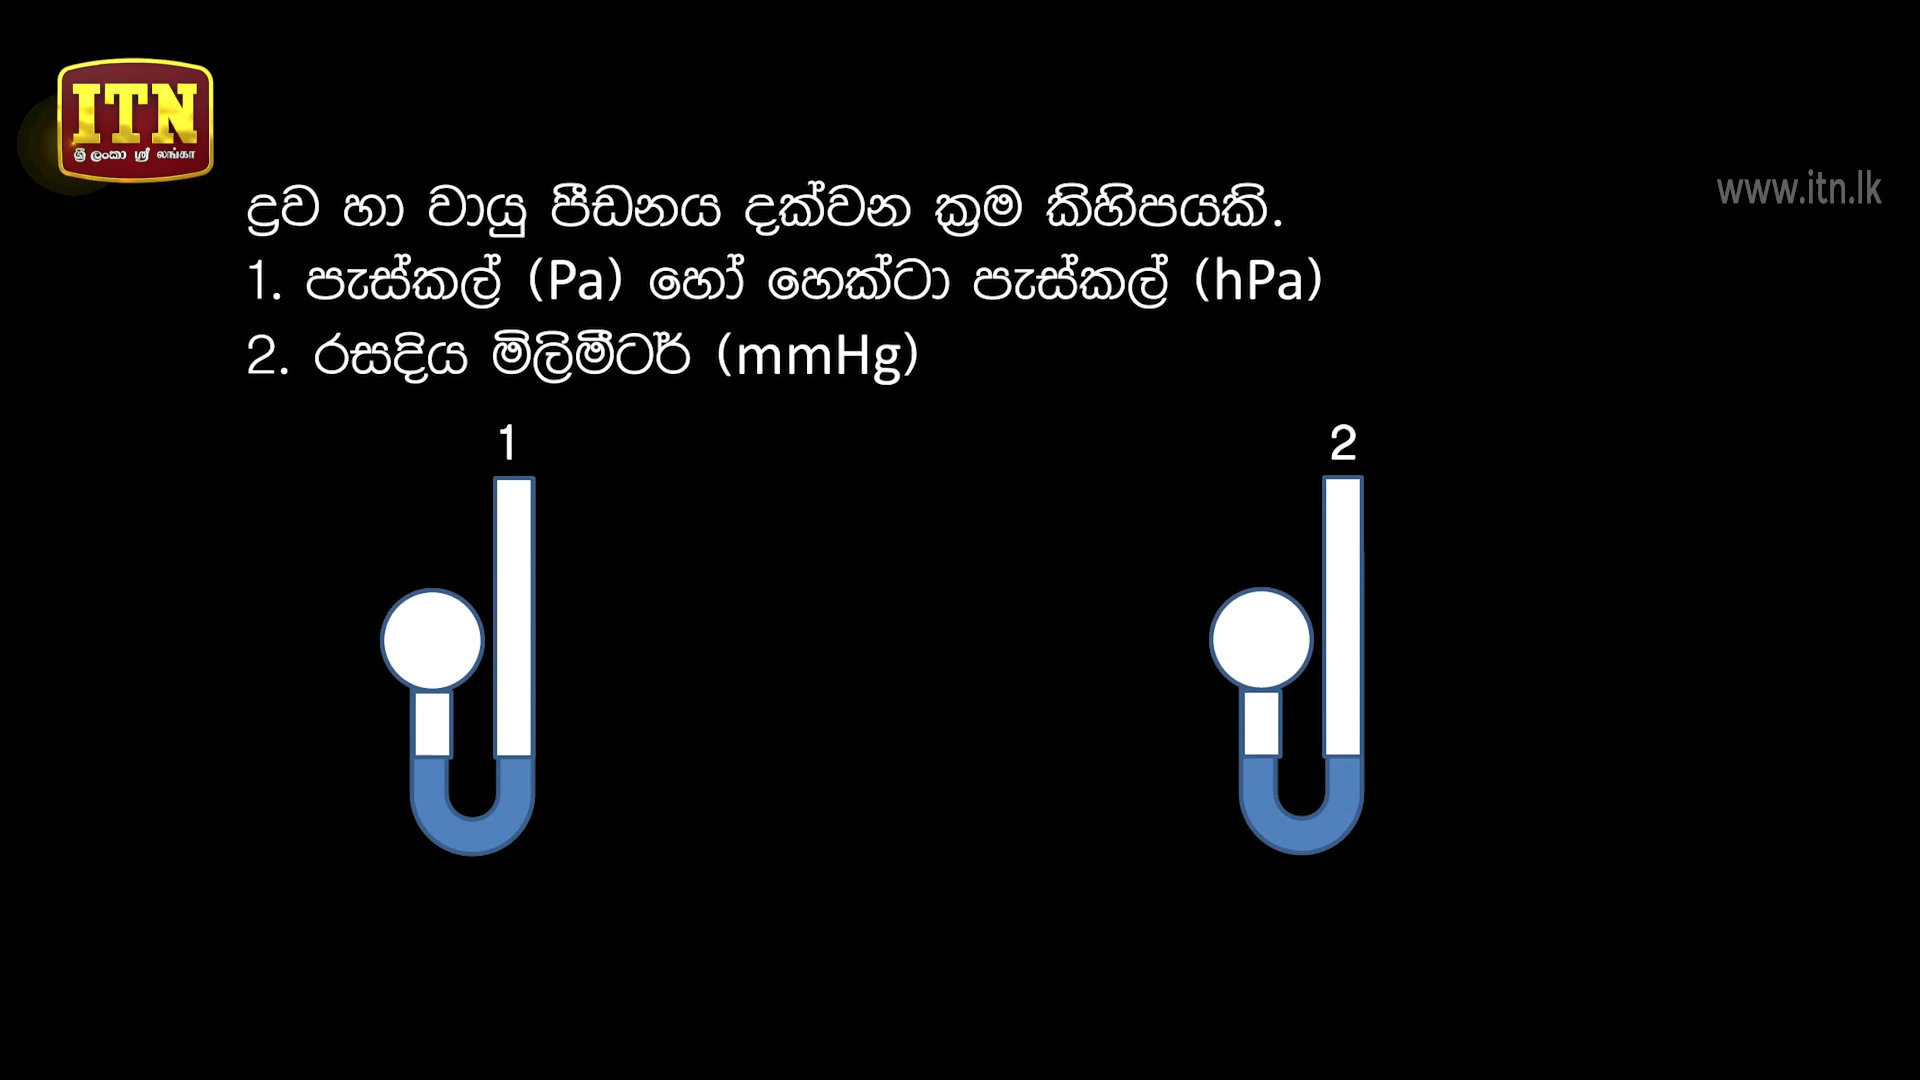 ITN
ශ්‍රී ලංකා ஸ்ரீ லங்கா
www.itn.lk
ද්‍රව හා වායු පීඩනය දක්වන ක්‍රම කිහිපයකි.
1. පැස්කල් (Pa) හෝ හෙක්ටා පැස්කල් (hPa)
2. රසදිය මිලිමීටර් (mmHg)
1
2